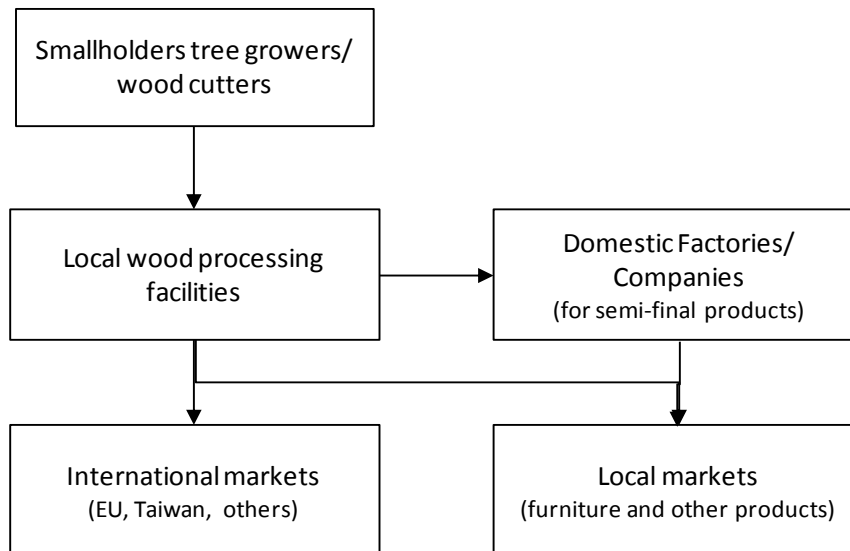 Smallholders tree growers/
wood cutters
Local wood processing
facilities
Domestic Factories/
Companies
(for semi-final products)
International markets
(EU, Taiwan, others)
Local markets
(furniture and other products)